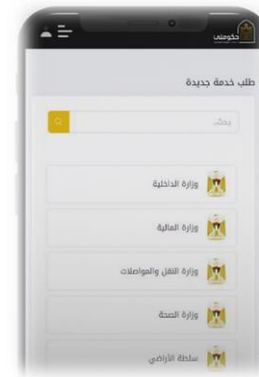 حكومتي
طلب خدمة جديدة
بحث..
وزارة الداخلية
وزارة المالية
وزارة النقل والمواصلات
وزارة الصحة
سلطة الأراضي